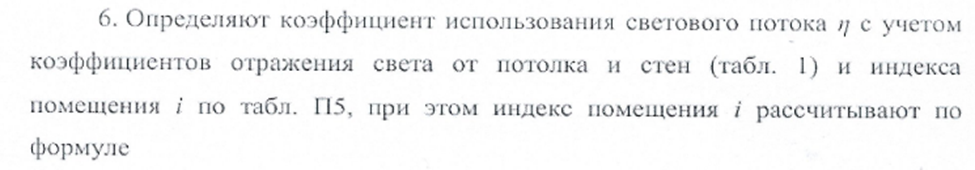 6. Определяют коэффициент использования светового потока η с учетом
коэффициентов отражения света от потолка и стен (табл. 1) и индекса
помещения i по табл. П5, при этом индекс помещения i рассчитывают по
формуле